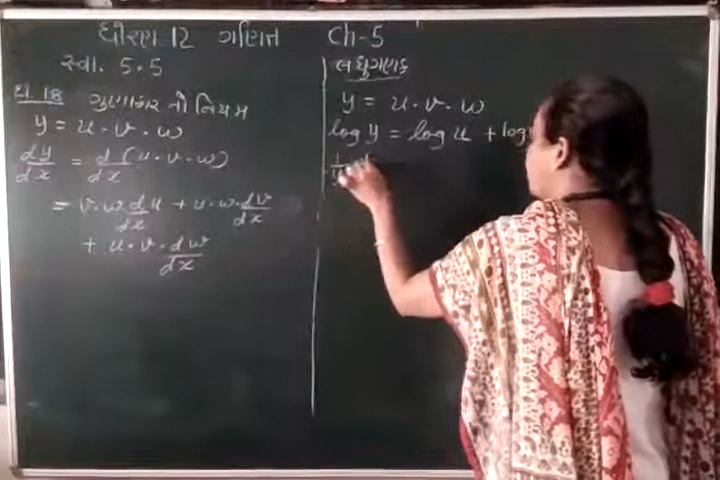 ધોરણ 12 ગણિત Ch-5
સ્વા. 5.5
દા. 18 ગુણાકાર નો નિયમ
y = u · v · w
dy/dx = d/dx (u · v · w)
= v · w du/dx + u · w · dv/dx
+ u · v · dw/dx
લઘુગણક
y = u · v · w
log y = log u + log